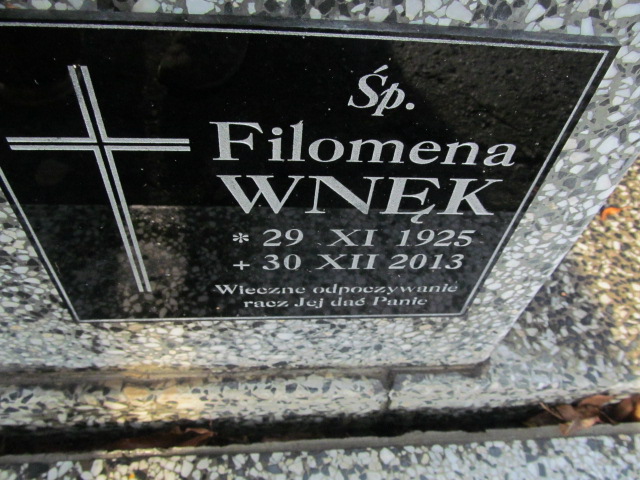 Śp.
Filomena
WNĘK
* 29 XI 1925
+ 30 XII 2013
Wieczne odpoczywanie
racz Jej dać Panie